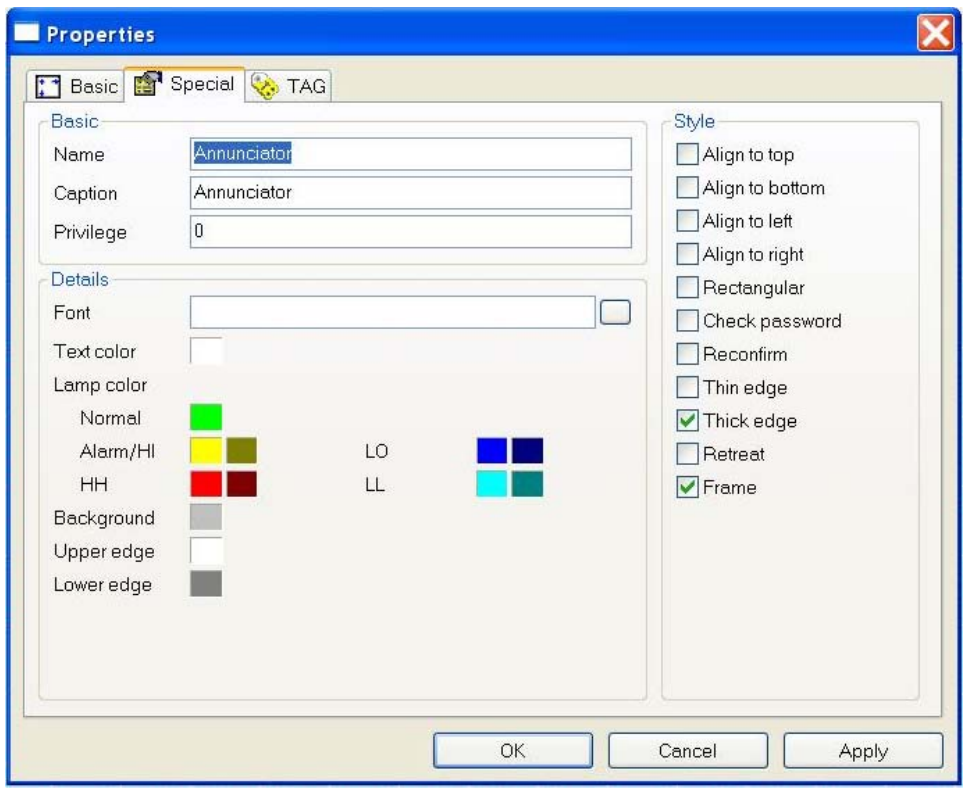 Properties
Basic Special TAG
Basic
Name Annunciator
Caption Annunciator
Privilege 0
Details
Font
Text color
Lamp color
Normal
Alarm/HI LO
HH LL
Background
Upper edge
Lower edge
Style
Align to top
Align to bottom
Align to left
Align to right
Rectangular
Check password
Reconfirm
Thin edge
Thick edge
Retreat
Frame
OK Cancel Apply